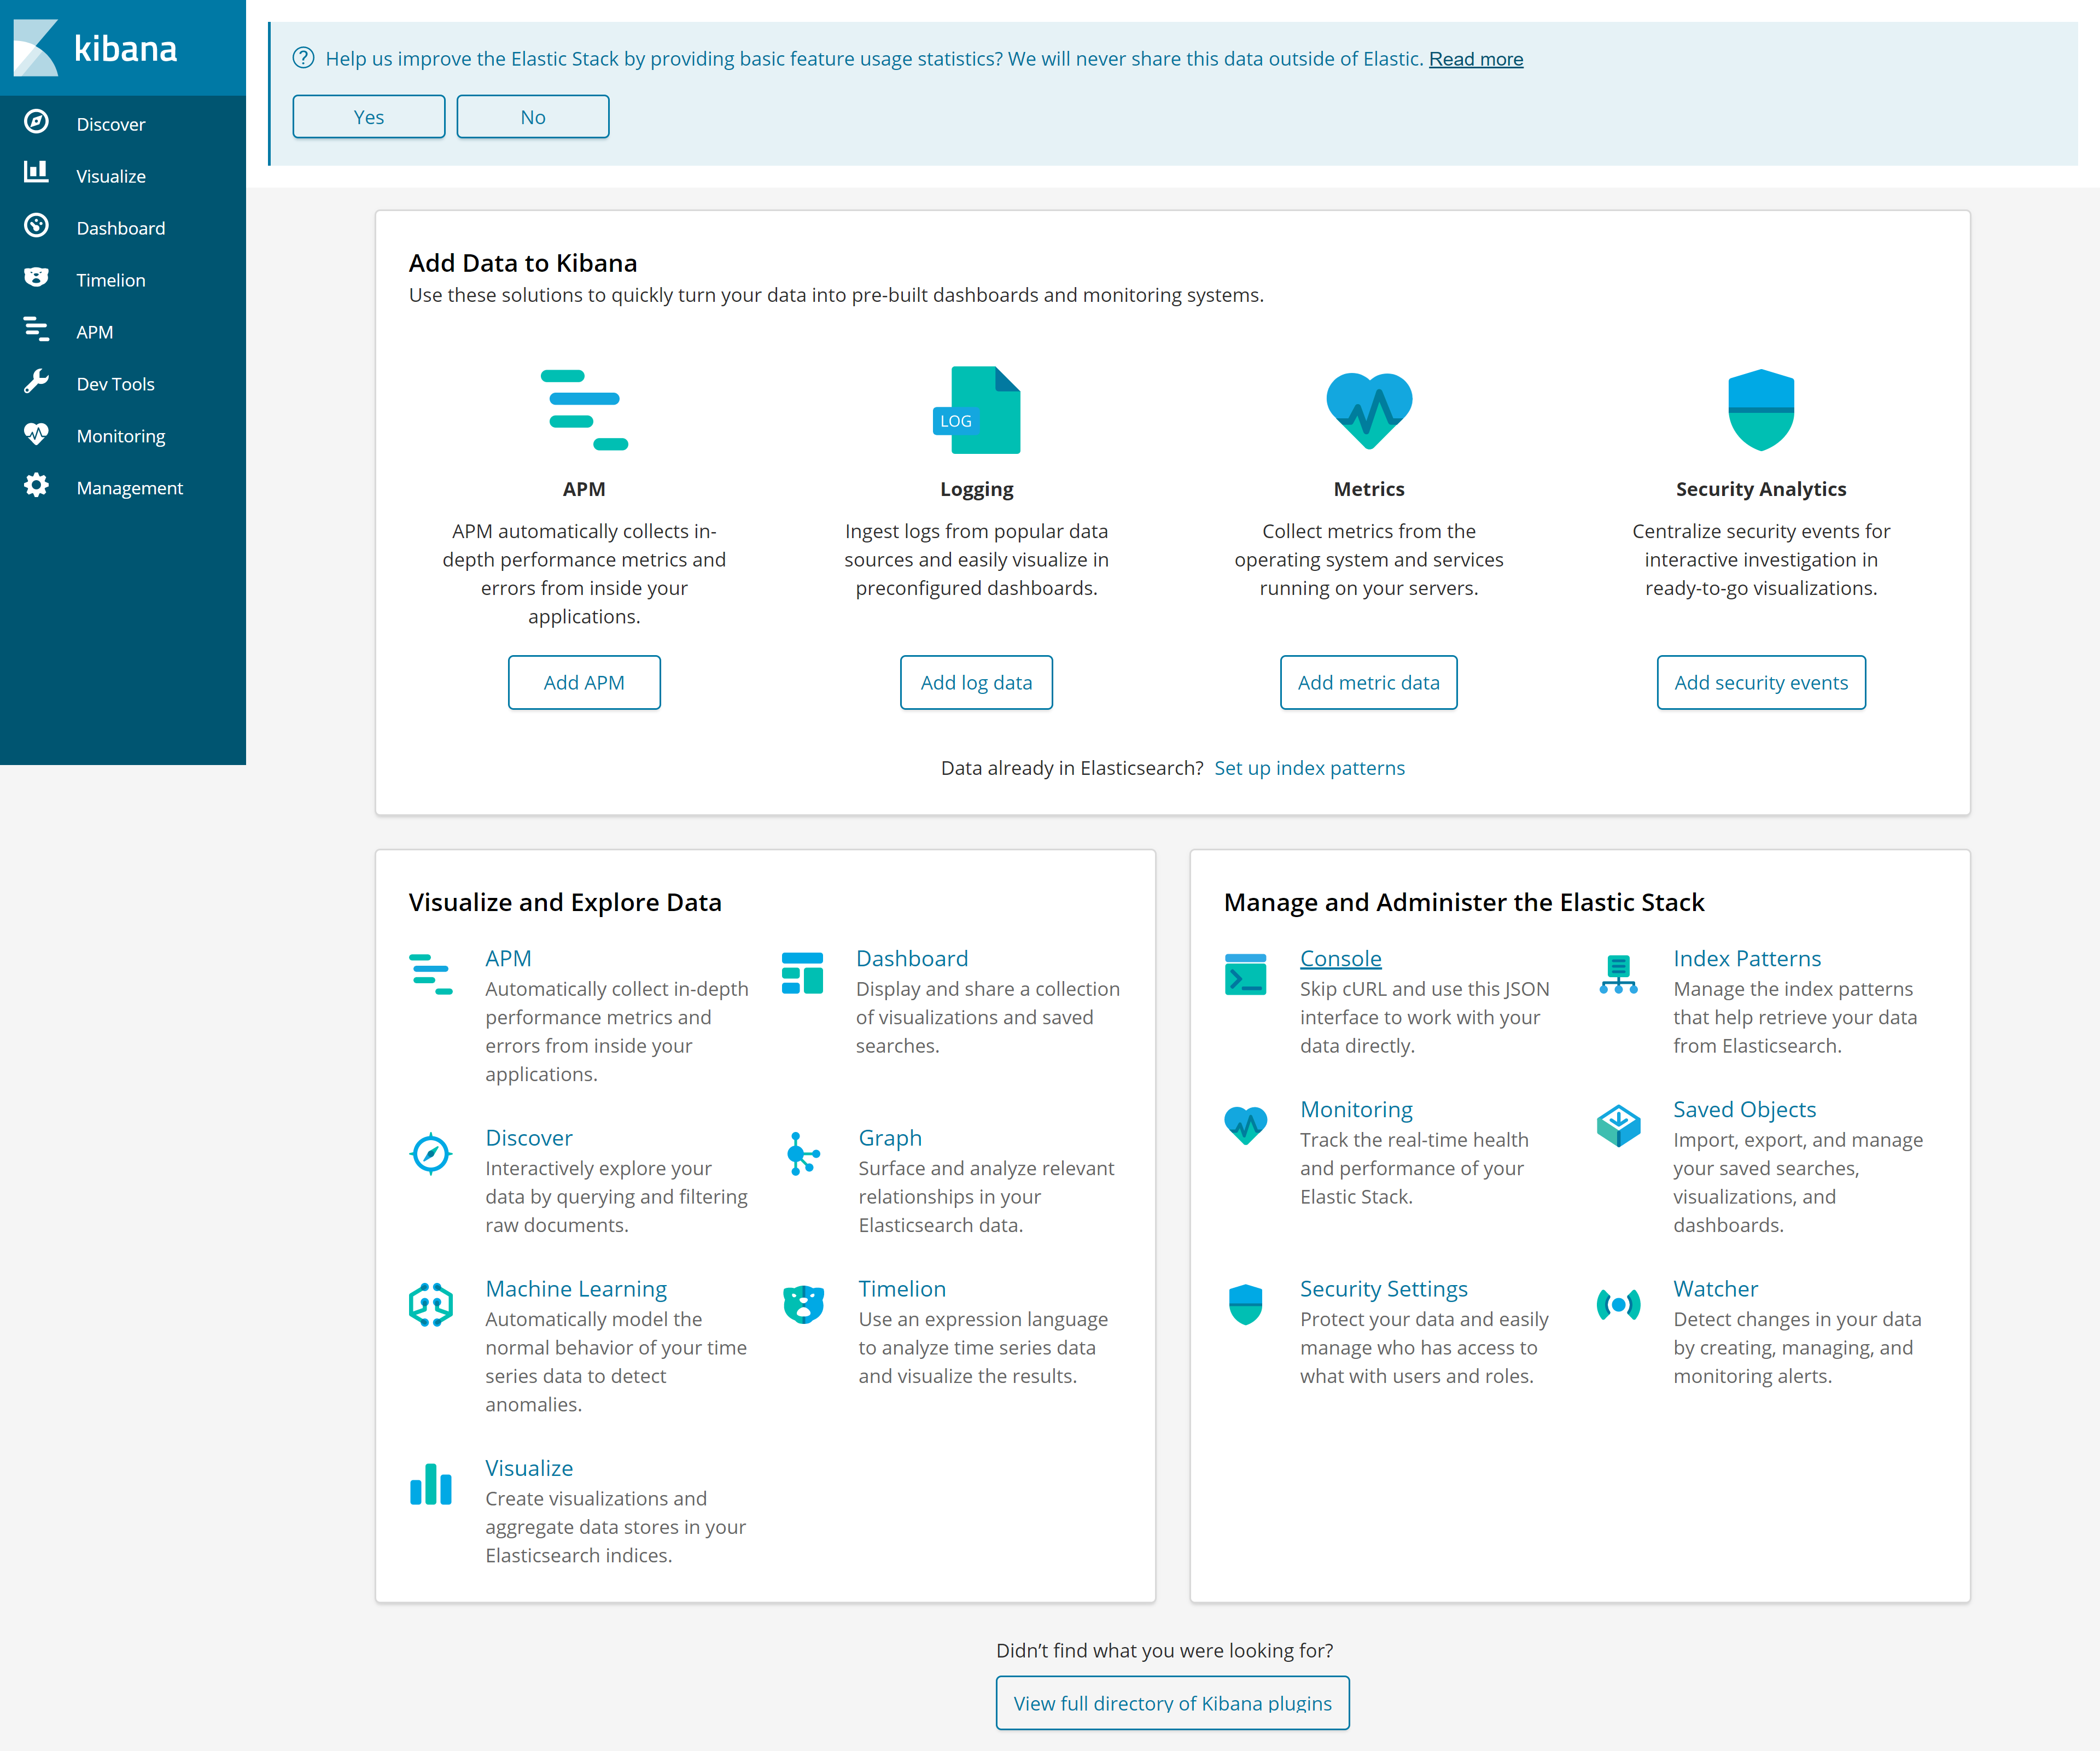 kibana
Discover
Visualize
Dashboard
Timelion
APM
Dev Tools
Monitoring
Management
Help us improve the Elastic Stack by providing basic feature usage statistics? We will never share this data outside of Elastic. Read more
Yes
No
Add Data to Kibana
Use these solutions to quickly turn your data into pre-built dashboards and monitoring systems.
APM
APM automatically collects in-
depth performance metrics and
errors from inside your
applications.
Add APM
LOG
Logging
Ingest logs from popular data
sources and easily visualize in
preconfigured dashboards.
Add log data
Metrics
Collect metrics from the
operating system and services
running on your servers.
Add metric data
Security Analytics
Centralize security events for
interactive investigation in
ready-to-go visualizations.
Add security events
Data already in Elasticsearch? Set up index patterns
Visualize and Explore Data
APM
Automatically collect in-depth
performance metrics and
errors from inside your
applications.
Dashboard
Display and share a collection
of visualizations and saved
searches.
Discover
Interactively explore your
data by querying and filtering
raw documents.
Graph
Surface and analyze relevant
relationships in your
Elasticsearch data.
Machine Learning
Automatically model the
normal behavior of your time
series data to detect
anomalies.
Timelion
Use an expression language
to analyze time series data
and visualize the results.
Visualize
Create visualizations and
aggregate data stores in your
Elasticsearch indices.
Manage and Administer the Elastic Stack
Console
Skip cURL and use this JSON
interface to work with your
data directly.
Index Patterns
Manage the index patterns
that help retrieve your data
from Elasticsearch.
Monitoring
Track the real-time health
and performance of your
Elastic Stack.
Saved Objects
Import, export, and manage
your saved searches,
visualizations, and
dashboards.
Security Settings
Protect your data and easily
manage who has access to
what with users and roles.
Watcher
Detect changes in your data
by creating, managing, and
monitoring alerts.
Didn’t find what you were looking for?
View full directory of Kibana plugins